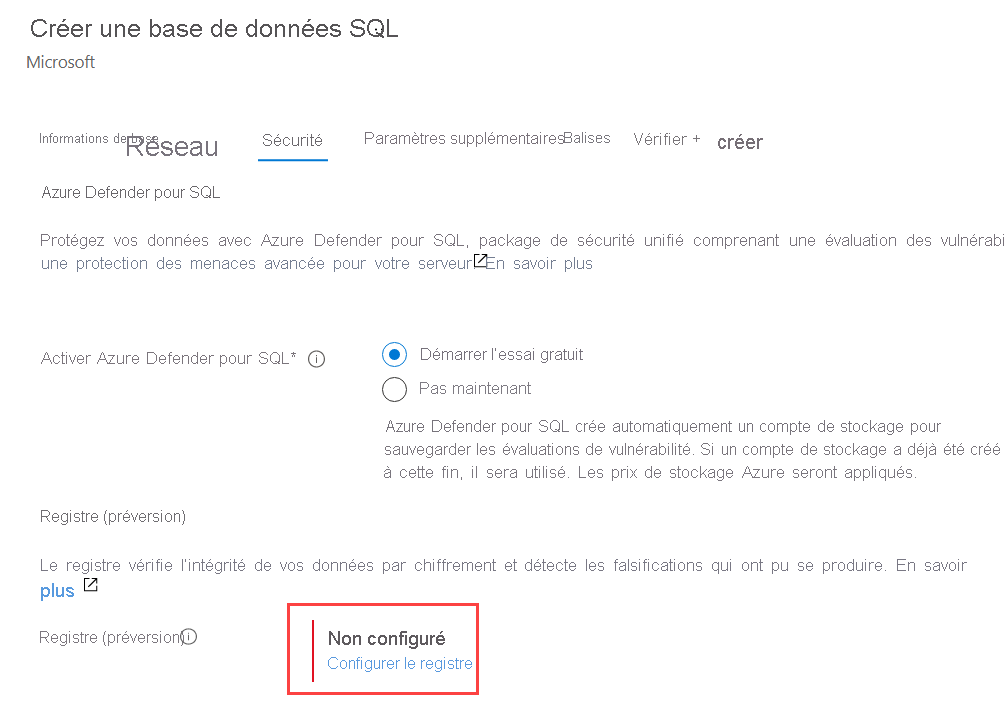 Créer une base de données SQL
Microsoft
Informations de base Réseau Sécurité Paramètres supplémentaires Balises Vérifier + créer
Azure Defender pour SQL
Protégez vos données avec Azure Defender pour SQL, package de sécurité unifié comprenant une évaluation des vulnérabi
une protection des menaces avancée pour votre serveur En savoir plus
Activer Azure Defender pour SQL*
Démarrer l'essai gratuit
Pas maintenant
Azure Defender pour SQL crée automatiquement un compte de stockage pour
sauvegarder les évaluations de vulnérabilité. Si un compte de stockage a déjà été créé
à cette fin, il sera utilisé. Les prix de stockage Azure seront appliqués.
Registre (préversion)
Le registre vérifie l'intégrité de vos données par chiffrement et détecte les falsifications qui ont pu se produire. En savoir
plus
Registre (préversion)
Non configuré
Configurer le registre